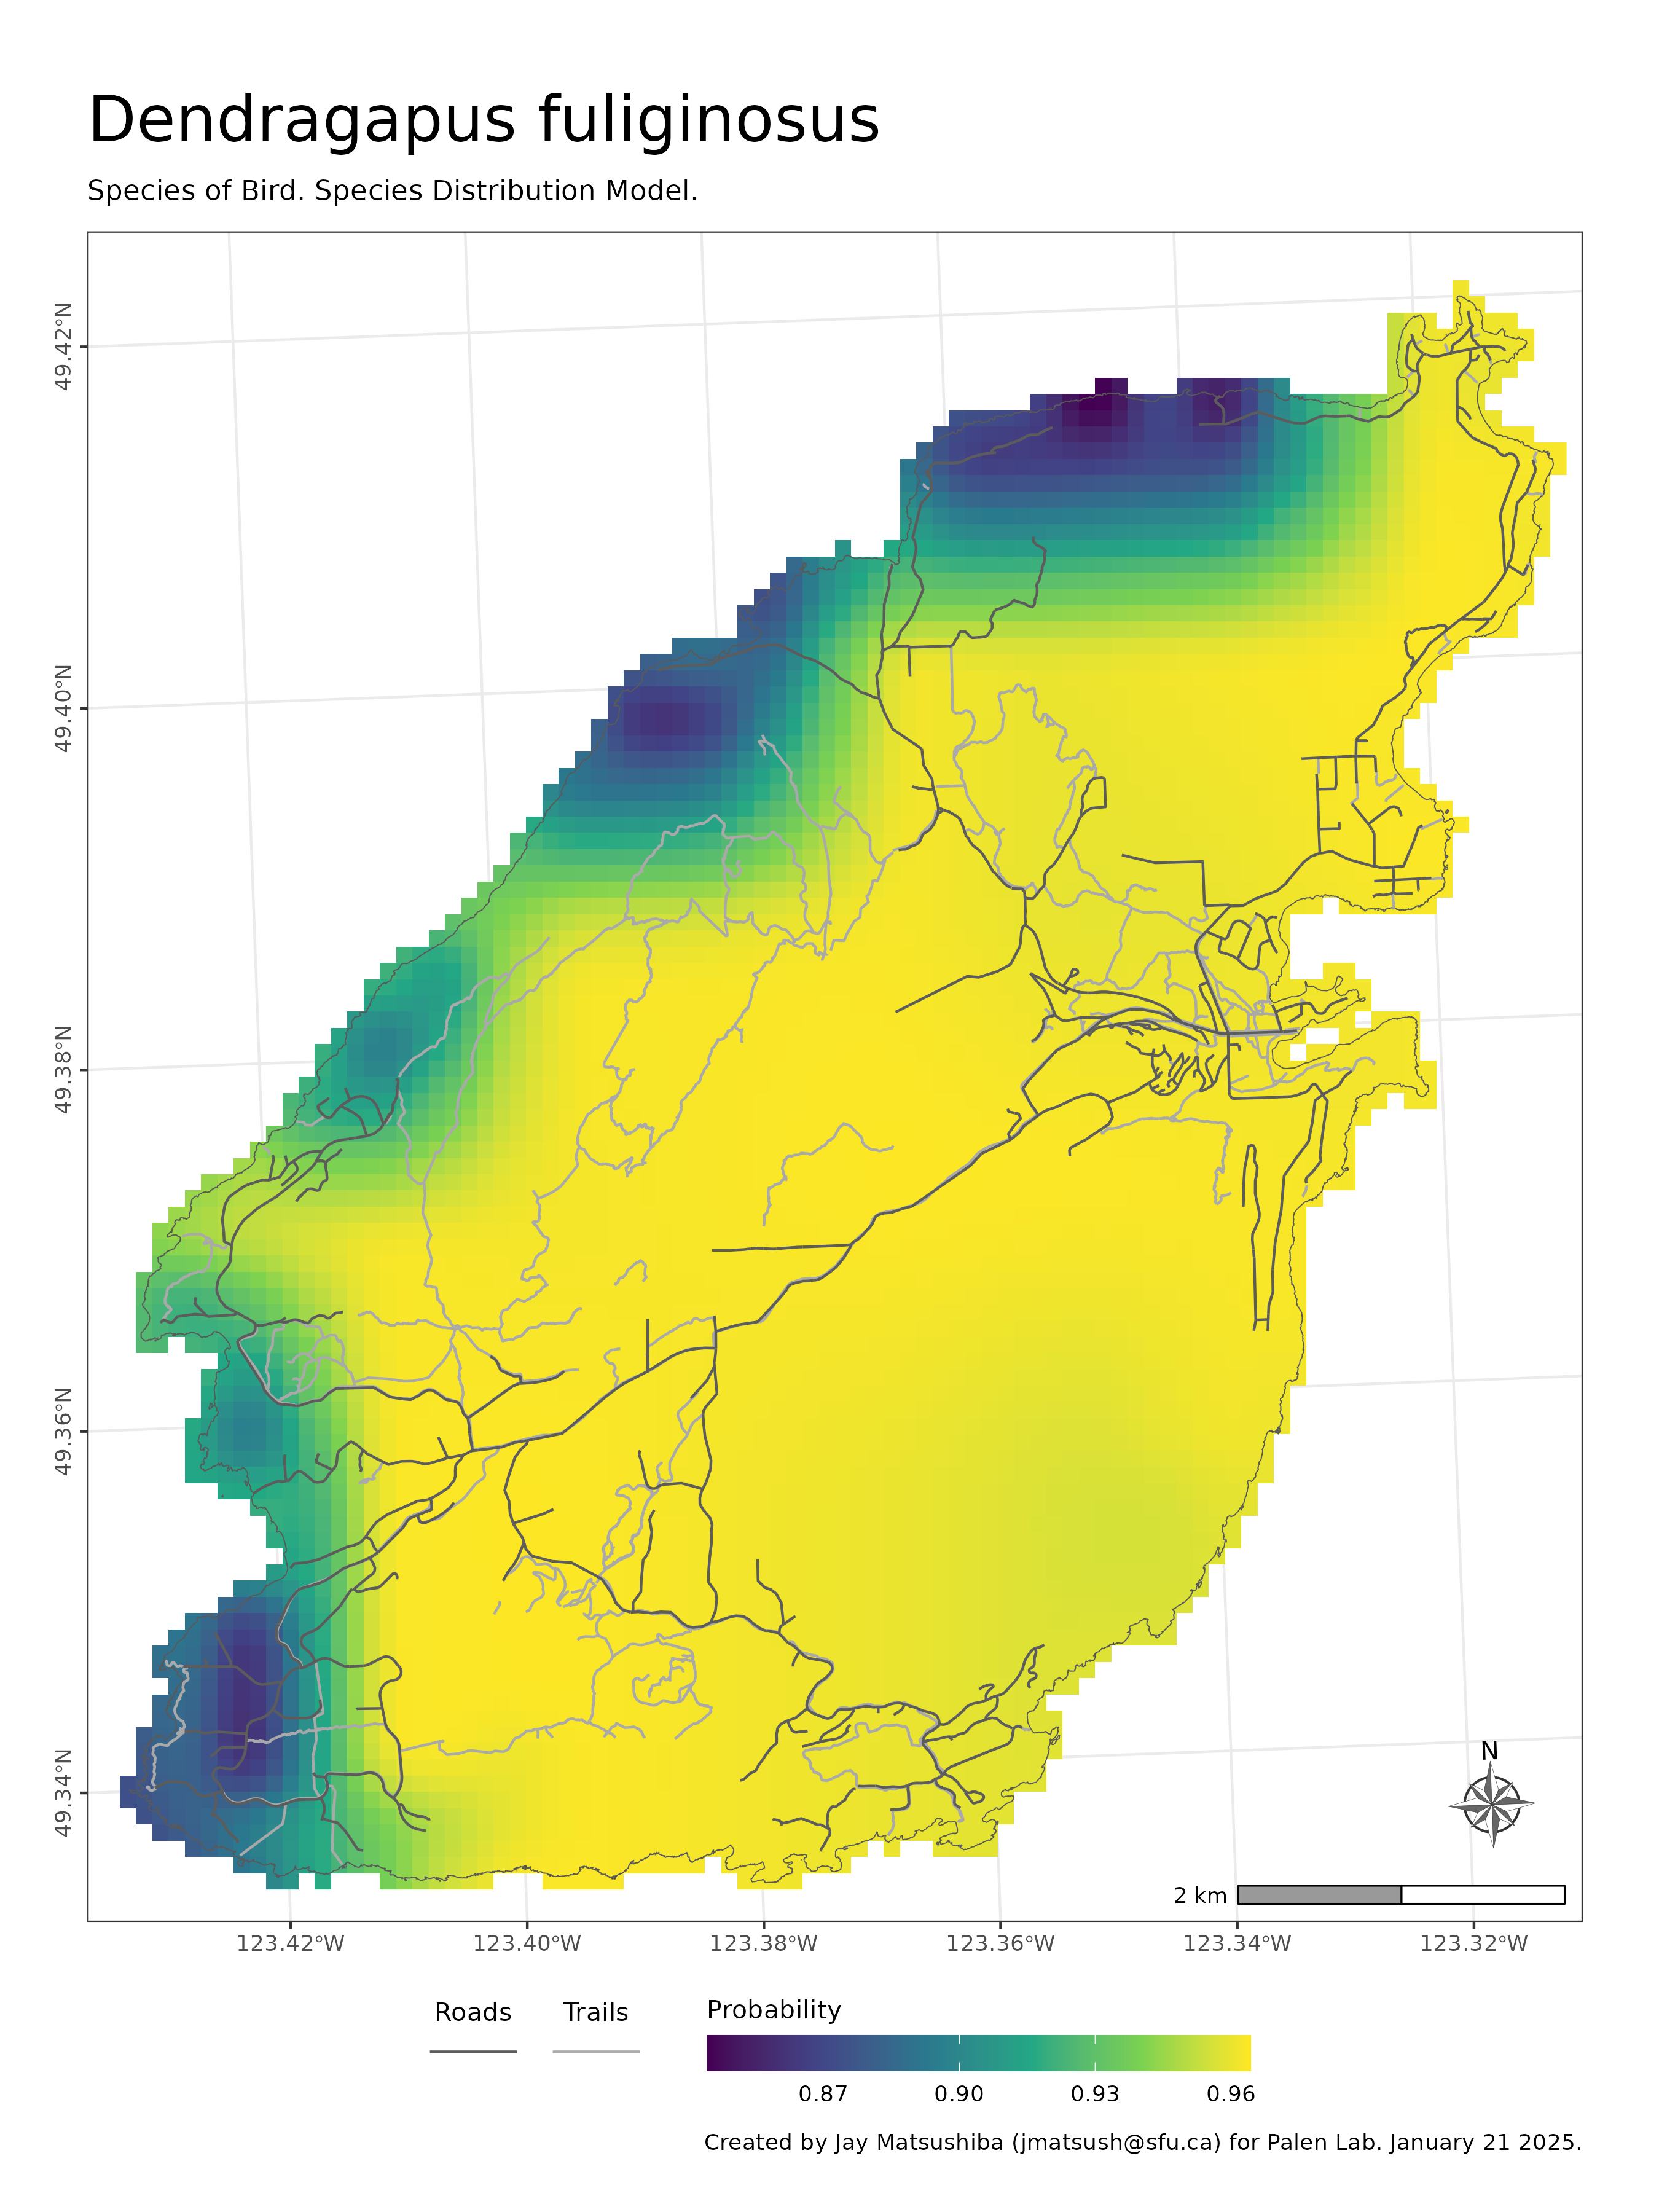 Dendragapus fuliginosus
Species of Bird. Species Distribution Model.
49.42°N
49.40°N
49.38°N
49.36°N
49.34°N
N
2 km
123.42°W 123.40°W 123.38°W 123.36°W 123.34°W 123.32°W
Roads Trails Probability
0.87 0.90 0.93 0.96
Created by Jay Matsushiba (jmatsush@sfu.ca) for Palen Lab. January 21 2025.